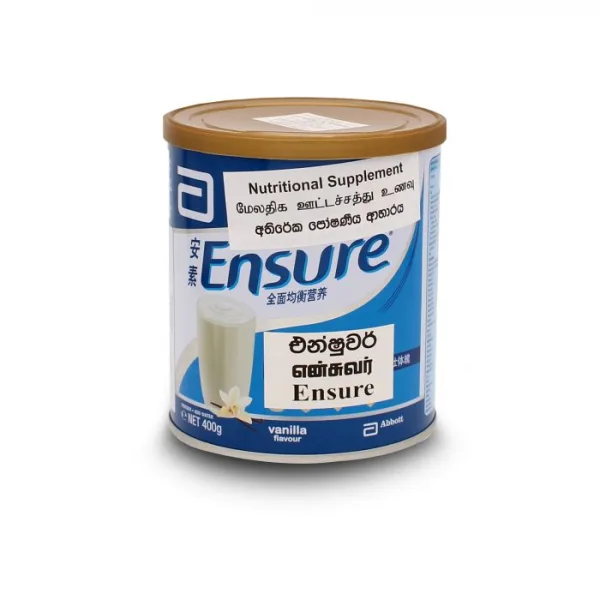 Nutritional Supplement
மேலதிக ஊட்டச்சத்து உணவு
අතිරේක පෝෂණීය ආහාරය
安素
Ensure®
全面均衡营养
එන්ෂුවර්
என்சுவர்
Ensure
e NET 400g
vanilla
flavour
Abbott